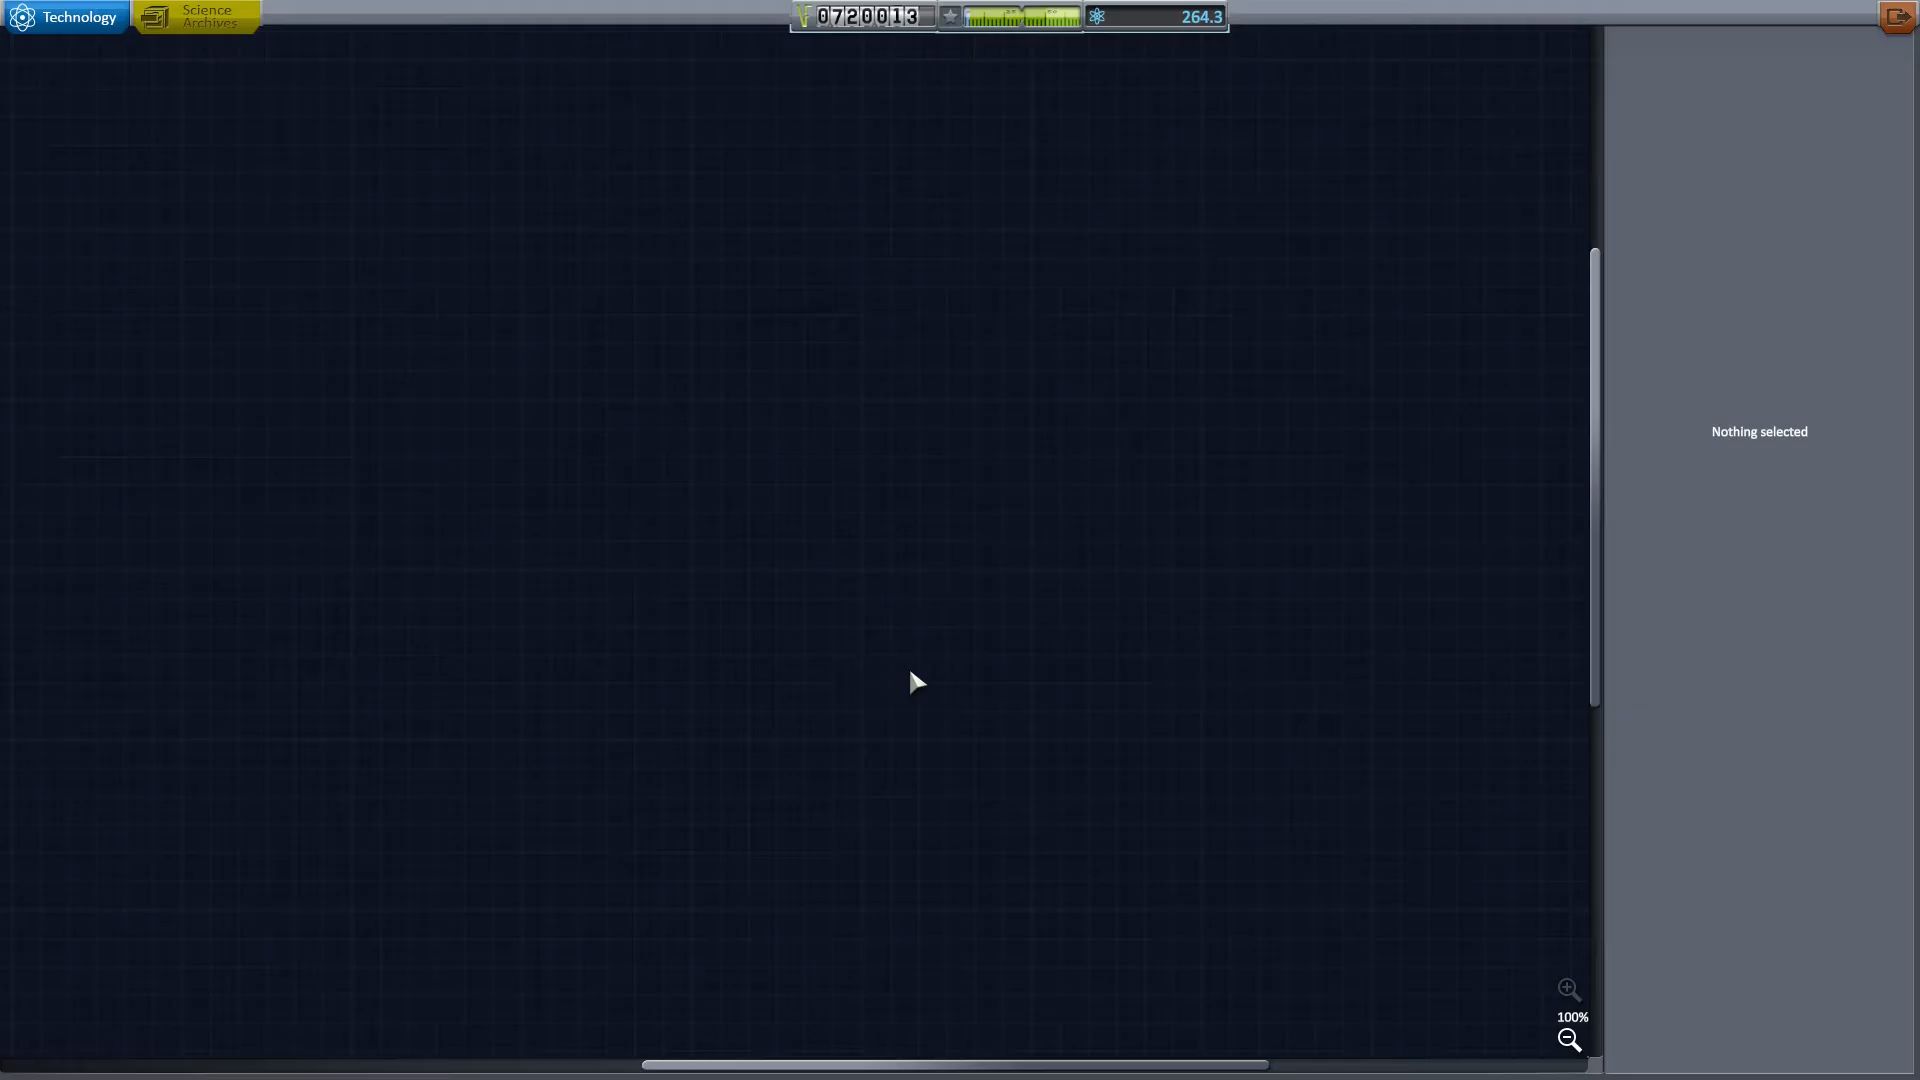 Technology
Science
Archives
0720013
264.3
Nothing selected
100%